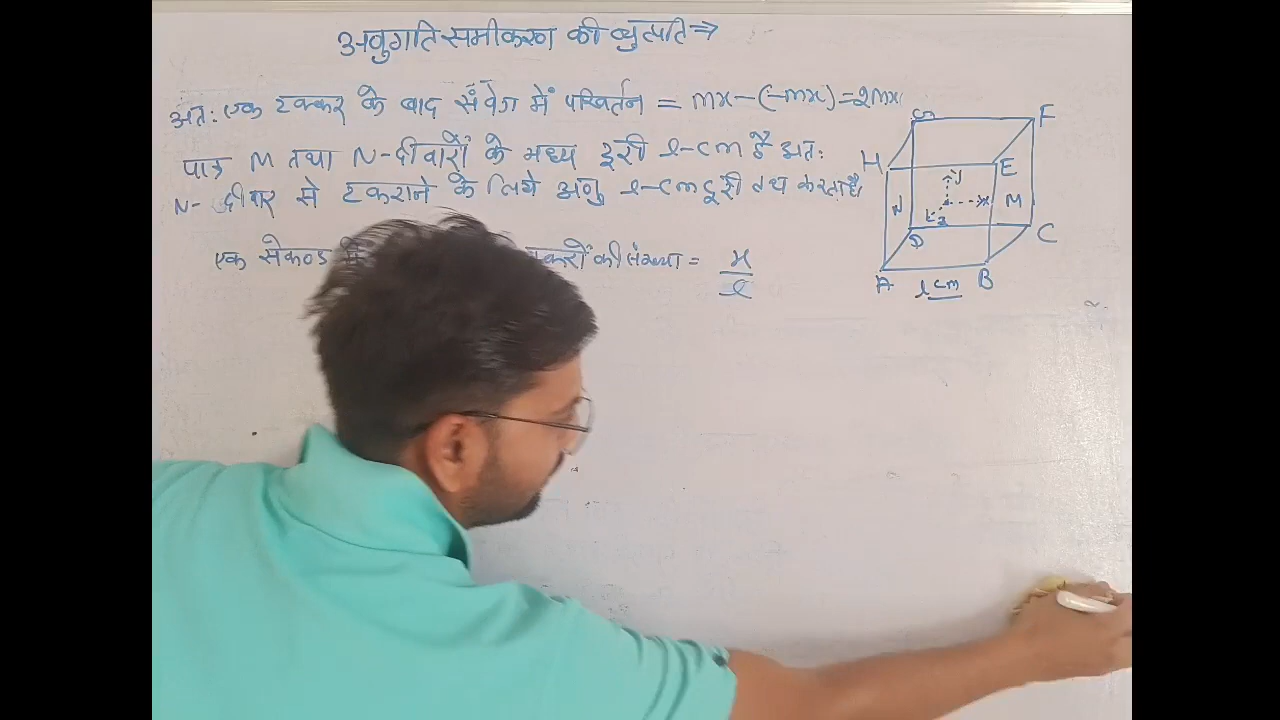 अणुगति समीकरण की व्युत्पति ⇒
अतः एक टक्कर के बाद संवेग में परिवर्तन = mx-(-mx)=2mx
पात्र M तथा N-दीवारों के मध्य दूरी l-cm है अतः
N- दीवार से टकराने के लिये अणु l-cm दूरी तय करता है।
एक सेकण्ड में टक्करों की संख्या = x/l
G F
H E
y
N x M
z
D C
A l cm B